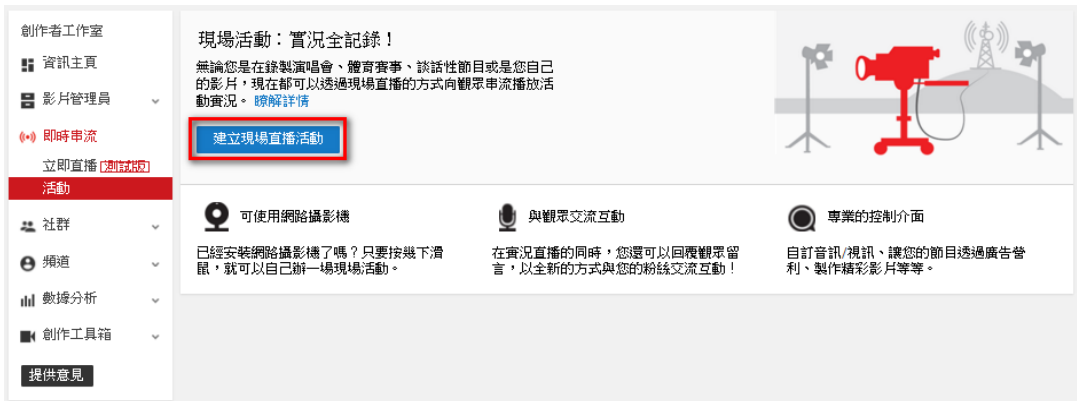 創作者工作室
資訊主頁
影片管理員
即時串流
立即直播 [測試版]
活動
社群
頻道
數據分析
創作工具箱
提供意見
現場活動：實況全記錄！
無論您是在錄製演唱會、體育賽事、談話性節目或是您自己
的影片，現在都可以透過現場直播的方式向觀眾串流播放活
動實況。 瞭解詳情
建立現場直播活動
可使用網路攝影機
已經安裝網路攝影機了嗎？只要按幾下滑
鼠，就可以自己辦一場現場活動。
與觀眾交流互動
在實況直播的同時，您還可以回覆觀眾留
言，以全新的方式與您的粉絲交流互動！
專業的控制介面
自訂音訊/視訊、讓您的節目透過廣告營
利、製作精彩影片等等。